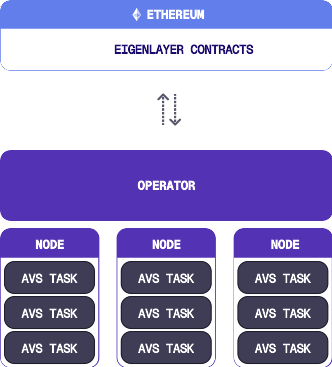 ETHEREUM
EIGENLAYER CONTRACTS
OPERATOR
NODE NODE NODE
AVS TASK AVS TASK AVS TASK
AVS TASK AVS TASK AVS TASK
AVS TASK AVS TASK AVS TASK